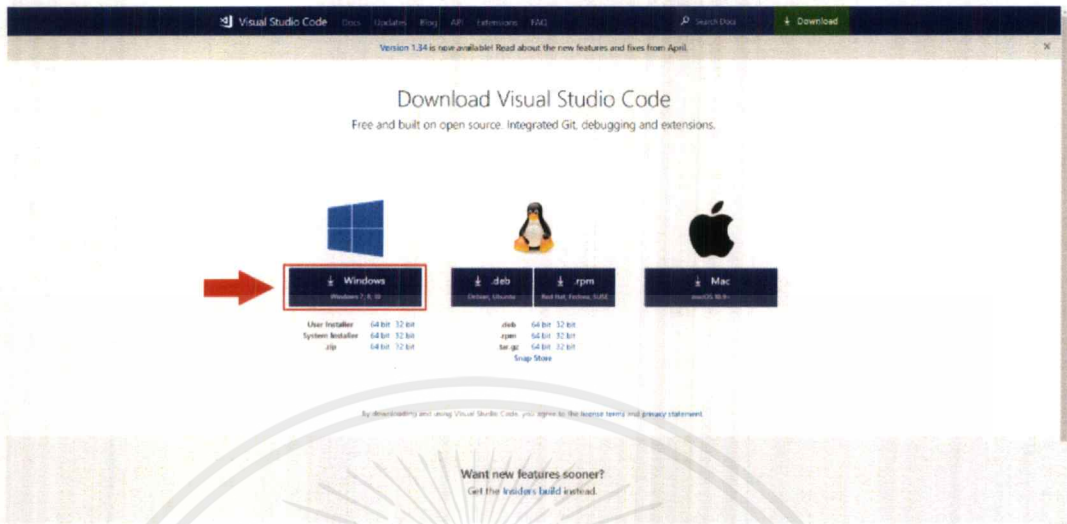 Visual Studio Code Docs Updates Blog API Extensions FAQ Search Docs Download
Version 1.34 is now available! Read about the new features and fixes from April.
Download Visual Studio Code
Free and built on open source. Integrated Git, debugging and extensions.
Windows
Windows 7, 8, 10
.deb
Debian, Ubuntu
.rpm
Red Hat, Fedora, SUSE
Mac
macOS 10.9+
User Installer 64 bit 32 bit
System Installer 64 bit 32 bit
.zip 64 bit 32 bit
.deb 64 bit 32 bit
.rpm 64 bit 32 bit
.tar.gz 64 bit 32 bit
Snap Store
By downloading and using Visual Studio Code, you agree to the license terms and privacy statement.
Want new features sooner?
Get the Insiders build instead.